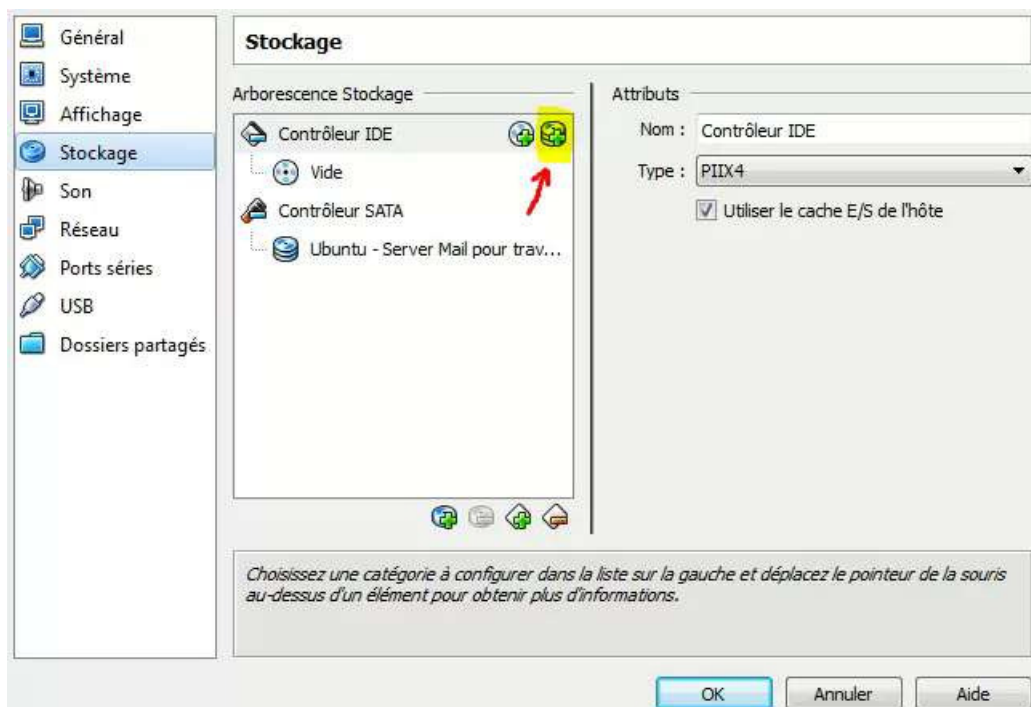 Général
Système
Affichage
Stockage
Son
Réseau
Ports séries
USB
Dossiers partagés
Stockage
Arborescence Stockage
Contrôleur IDE
Vide
Contrôleur SATA
Ubuntu - Server Mail pour trav...
Attributs
Nom : Contrôleur IDE
Type : PIIX4
Utiliser le cache E/S de l'hôte
Choisissez une catégorie à configurer dans la liste sur la gauche et déplacez le pointeur de la souris
au-dessus d'un élément pour obtenir plus d'informations.
OK
Annuler
Aide